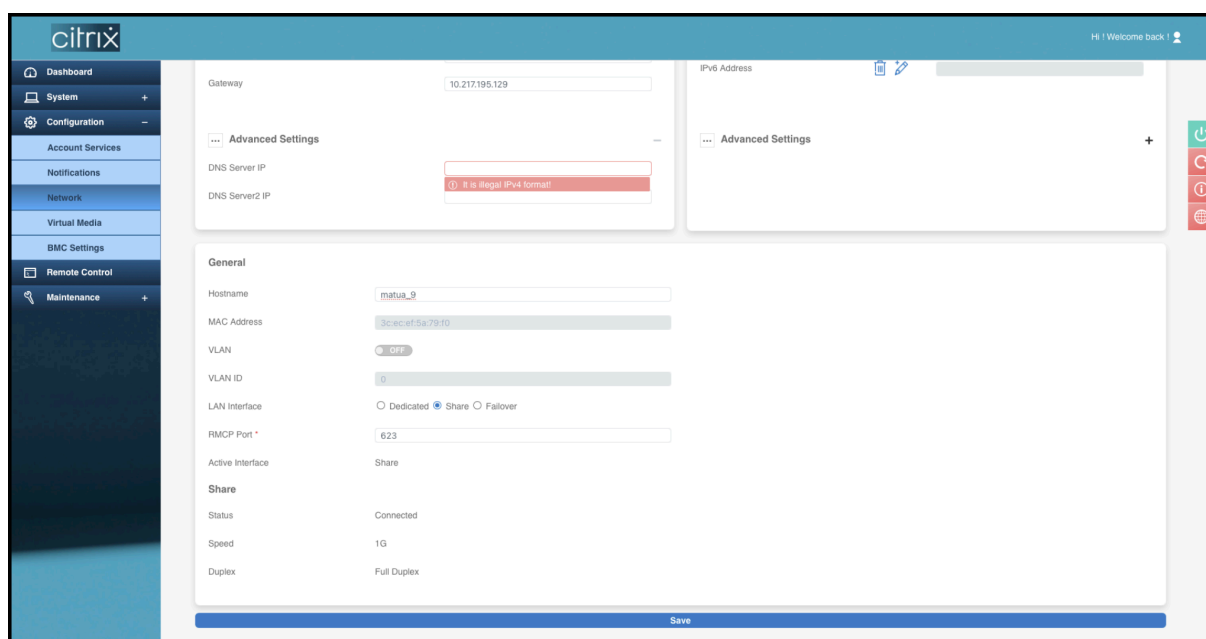 citrix
Hi ! Welcome back !
Dashboard
System +
Configuration –
Account Services
Notifications
Network
Virtual Media
BMC Settings
Remote Control
Maintenance +
Gateway 10.217.195.129
... Advanced Settings –
DNS Server IP
It is illegal IPv4 format!
DNS Server2 IP
IPv6 Address
... Advanced Settings +
General
Hostname matua_9
MAC Address 3c:ec:ef:5a:79:f0
VLAN OFF
VLAN ID 0
LAN Interface Dedicated Share Failover
RMCP Port * 623
Active Interface Share
Share
Status Connected
Speed 1G
Duplex Full Duplex
Save